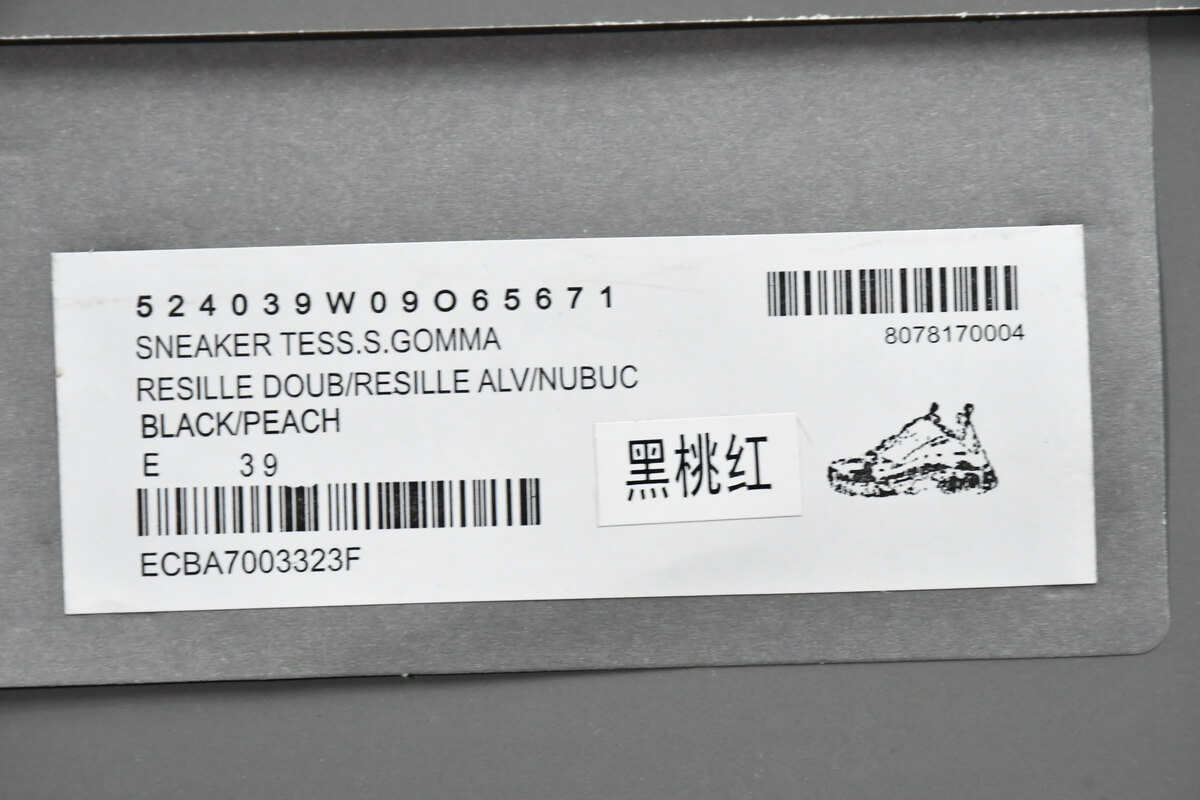 524039W09O65671
SNEAKER TESS.S.GOMMA
RESILLE DOUB/RESILLE ALV/NUBUC
BLACK/PEACH
E 39
ECBA7003323F
8078170004
黑桃红